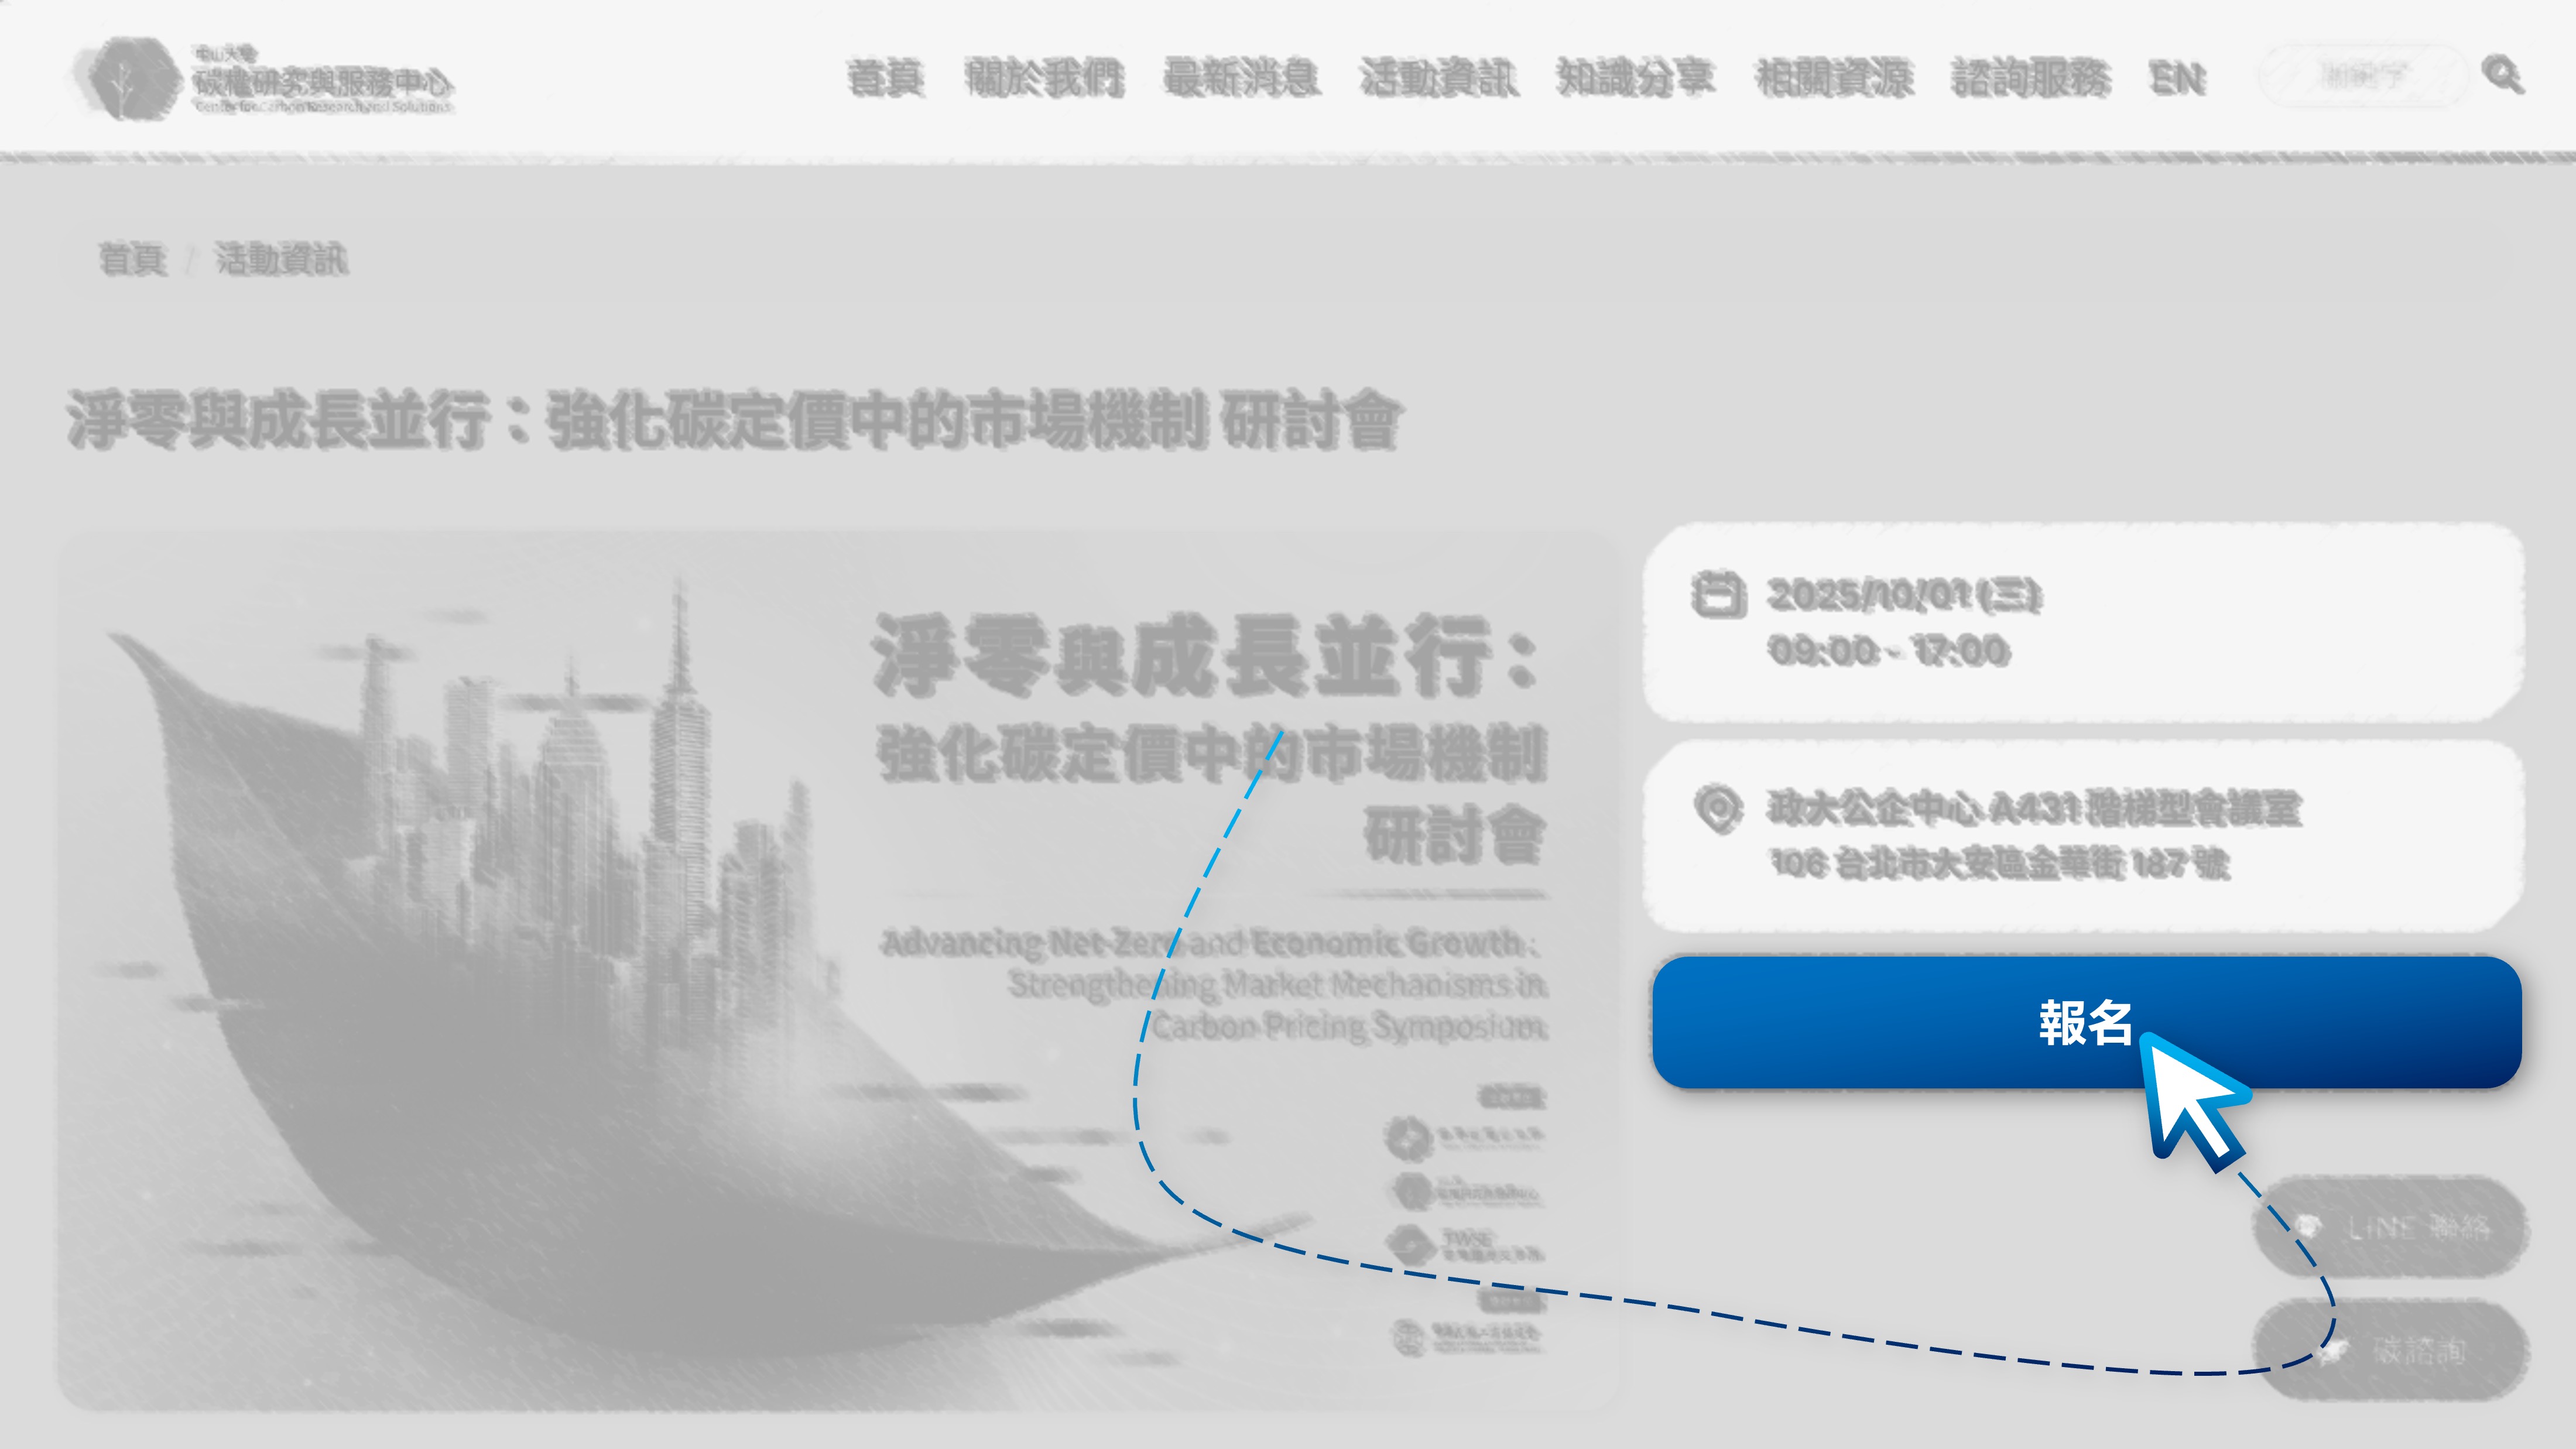 中山大學
碳權研究與服務中心
Center for Carbon Research and Solutions
首頁 關於我們 最新消息 活動資訊 知識分享 相關資源 諮詢服務 EN 關鍵字
首頁 / 活動資訊
淨零與成長並行：強化碳定價中的市場機制 研討會
淨零與成長並行：
強化碳定價中的市場機制
研討會
Advancing Net-Zero and Economic Growth :
Strengthening Market Mechanisms in
Carbon Pricing Symposium
TWSE
2025/10/01 (三)
09:00 - 17:00
政大公企中心 A431 階梯型會議室
106 台北市大安區金華街 187 號
報名
LINE 聯絡
碳諮詢